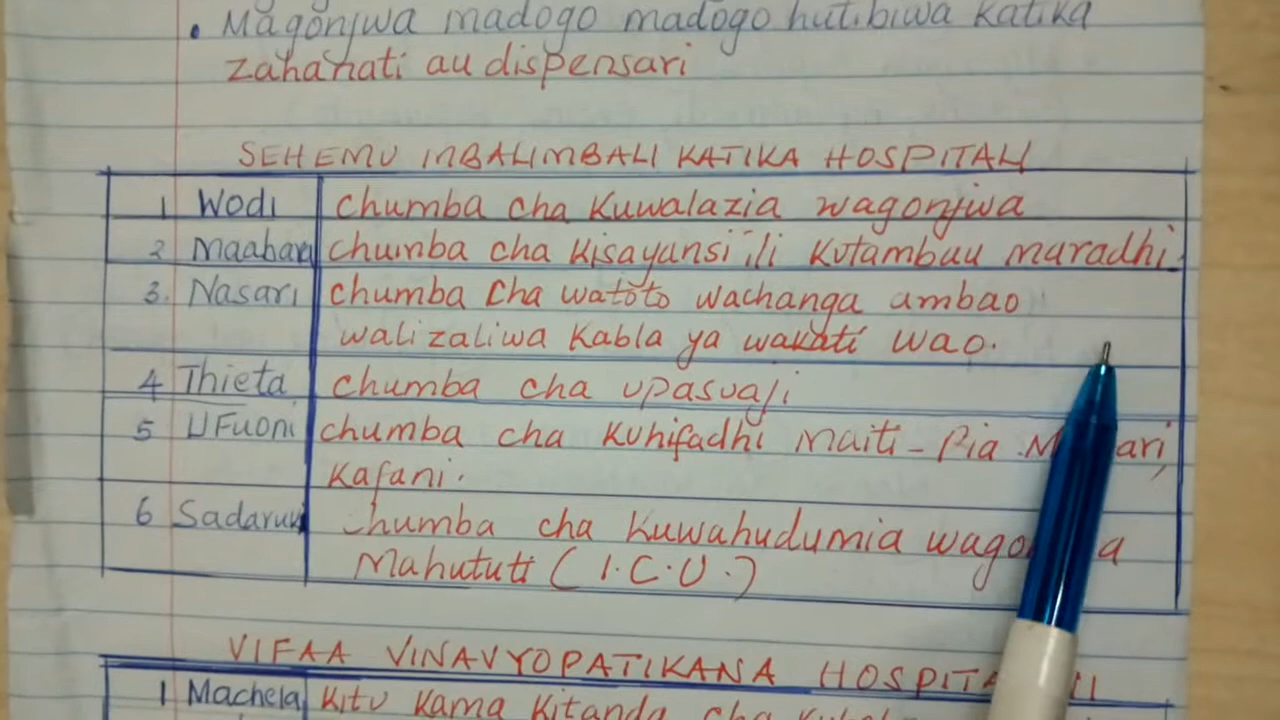 • Magonjwa madogo madogo hutibiwa katika
zahanati au dispensari
SEHEMU MBALIMBALI KATIKA HOSPITALI
1 Wodi chumba cha kuwalazia wagonjwa
2 Maabara chumba cha kisayansi ili kutambuu maradhi.
3. Nasari chumba cha watoto wachanga ambao
walizaliwa kabla ya wakati wao.
4 Thieta chumba cha upasuaji
5 Ufuoni chumba cha kuhifadhi maiti - Pia
kafani.
6 Sadaruki chumba cha kuwahudumia
Mahututi (I.C.U.)
VIFAA VINAVYOPATIKANA
1 Machela kitu kama kitanda cha